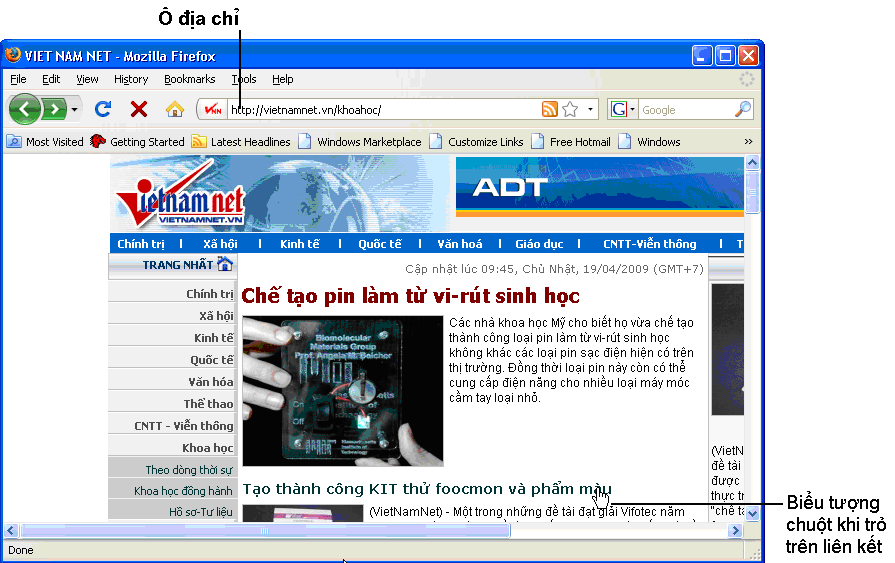 Ô địa chỉ
VIET NAM NET - Mozilla Firefox
File Edit View History Bookmarks Tools Help
VNN http://vietnamnet.vn/khoahoc/ G Google
Most Visited Getting Started Latest Headlines Windows Marketplace Customize Links Free Hotmail Windows »
Vietnam net
VIETNAMNET.VN
ADT
Chính trị | Xã hội | Kinh tế | Quốc tế | Văn hoá | Giáo dục | CNTT-Viễn thông | T
TRANG NHẤT
Cập nhật lúc 09:45, Chủ Nhật, 19/04/2009 (GMT+7)
Chính trị
Xã hội
Kinh tế
Quốc tế
Văn hóa
Thể thao
CNTT - Viễn thông
Khoa học
Theo dòng thời sự
Khoa học đồng hành
Hồ sơ-Tư liệu
Chế tạo pin làm từ vi-rút sinh học
Biomolecular
Materials Group
Prof. Angela M. Belcher
Off
Massachusetts
Institute of
Technology
Các nhà khoa học Mỹ cho biết họ vừa chế tạo
thành công loại pin làm từ vi-rút sinh học
không khác các loại pin sạc điện hiện có trên
thị trường. Đồng thời loại pin này còn có thể
cung cấp điện năng cho nhiều loại máy móc
cầm tay loại nhỏ.
Tạo thành công KIT thử foocmon và phẩm màu
(VietNamNet) - Một trong những đề tài đạt giải Vifotec năm
(VietN
đề tài
được
thực tr
"chế tạ
Done
Biểu tượng
chuột khi trỏ
trên liên kết